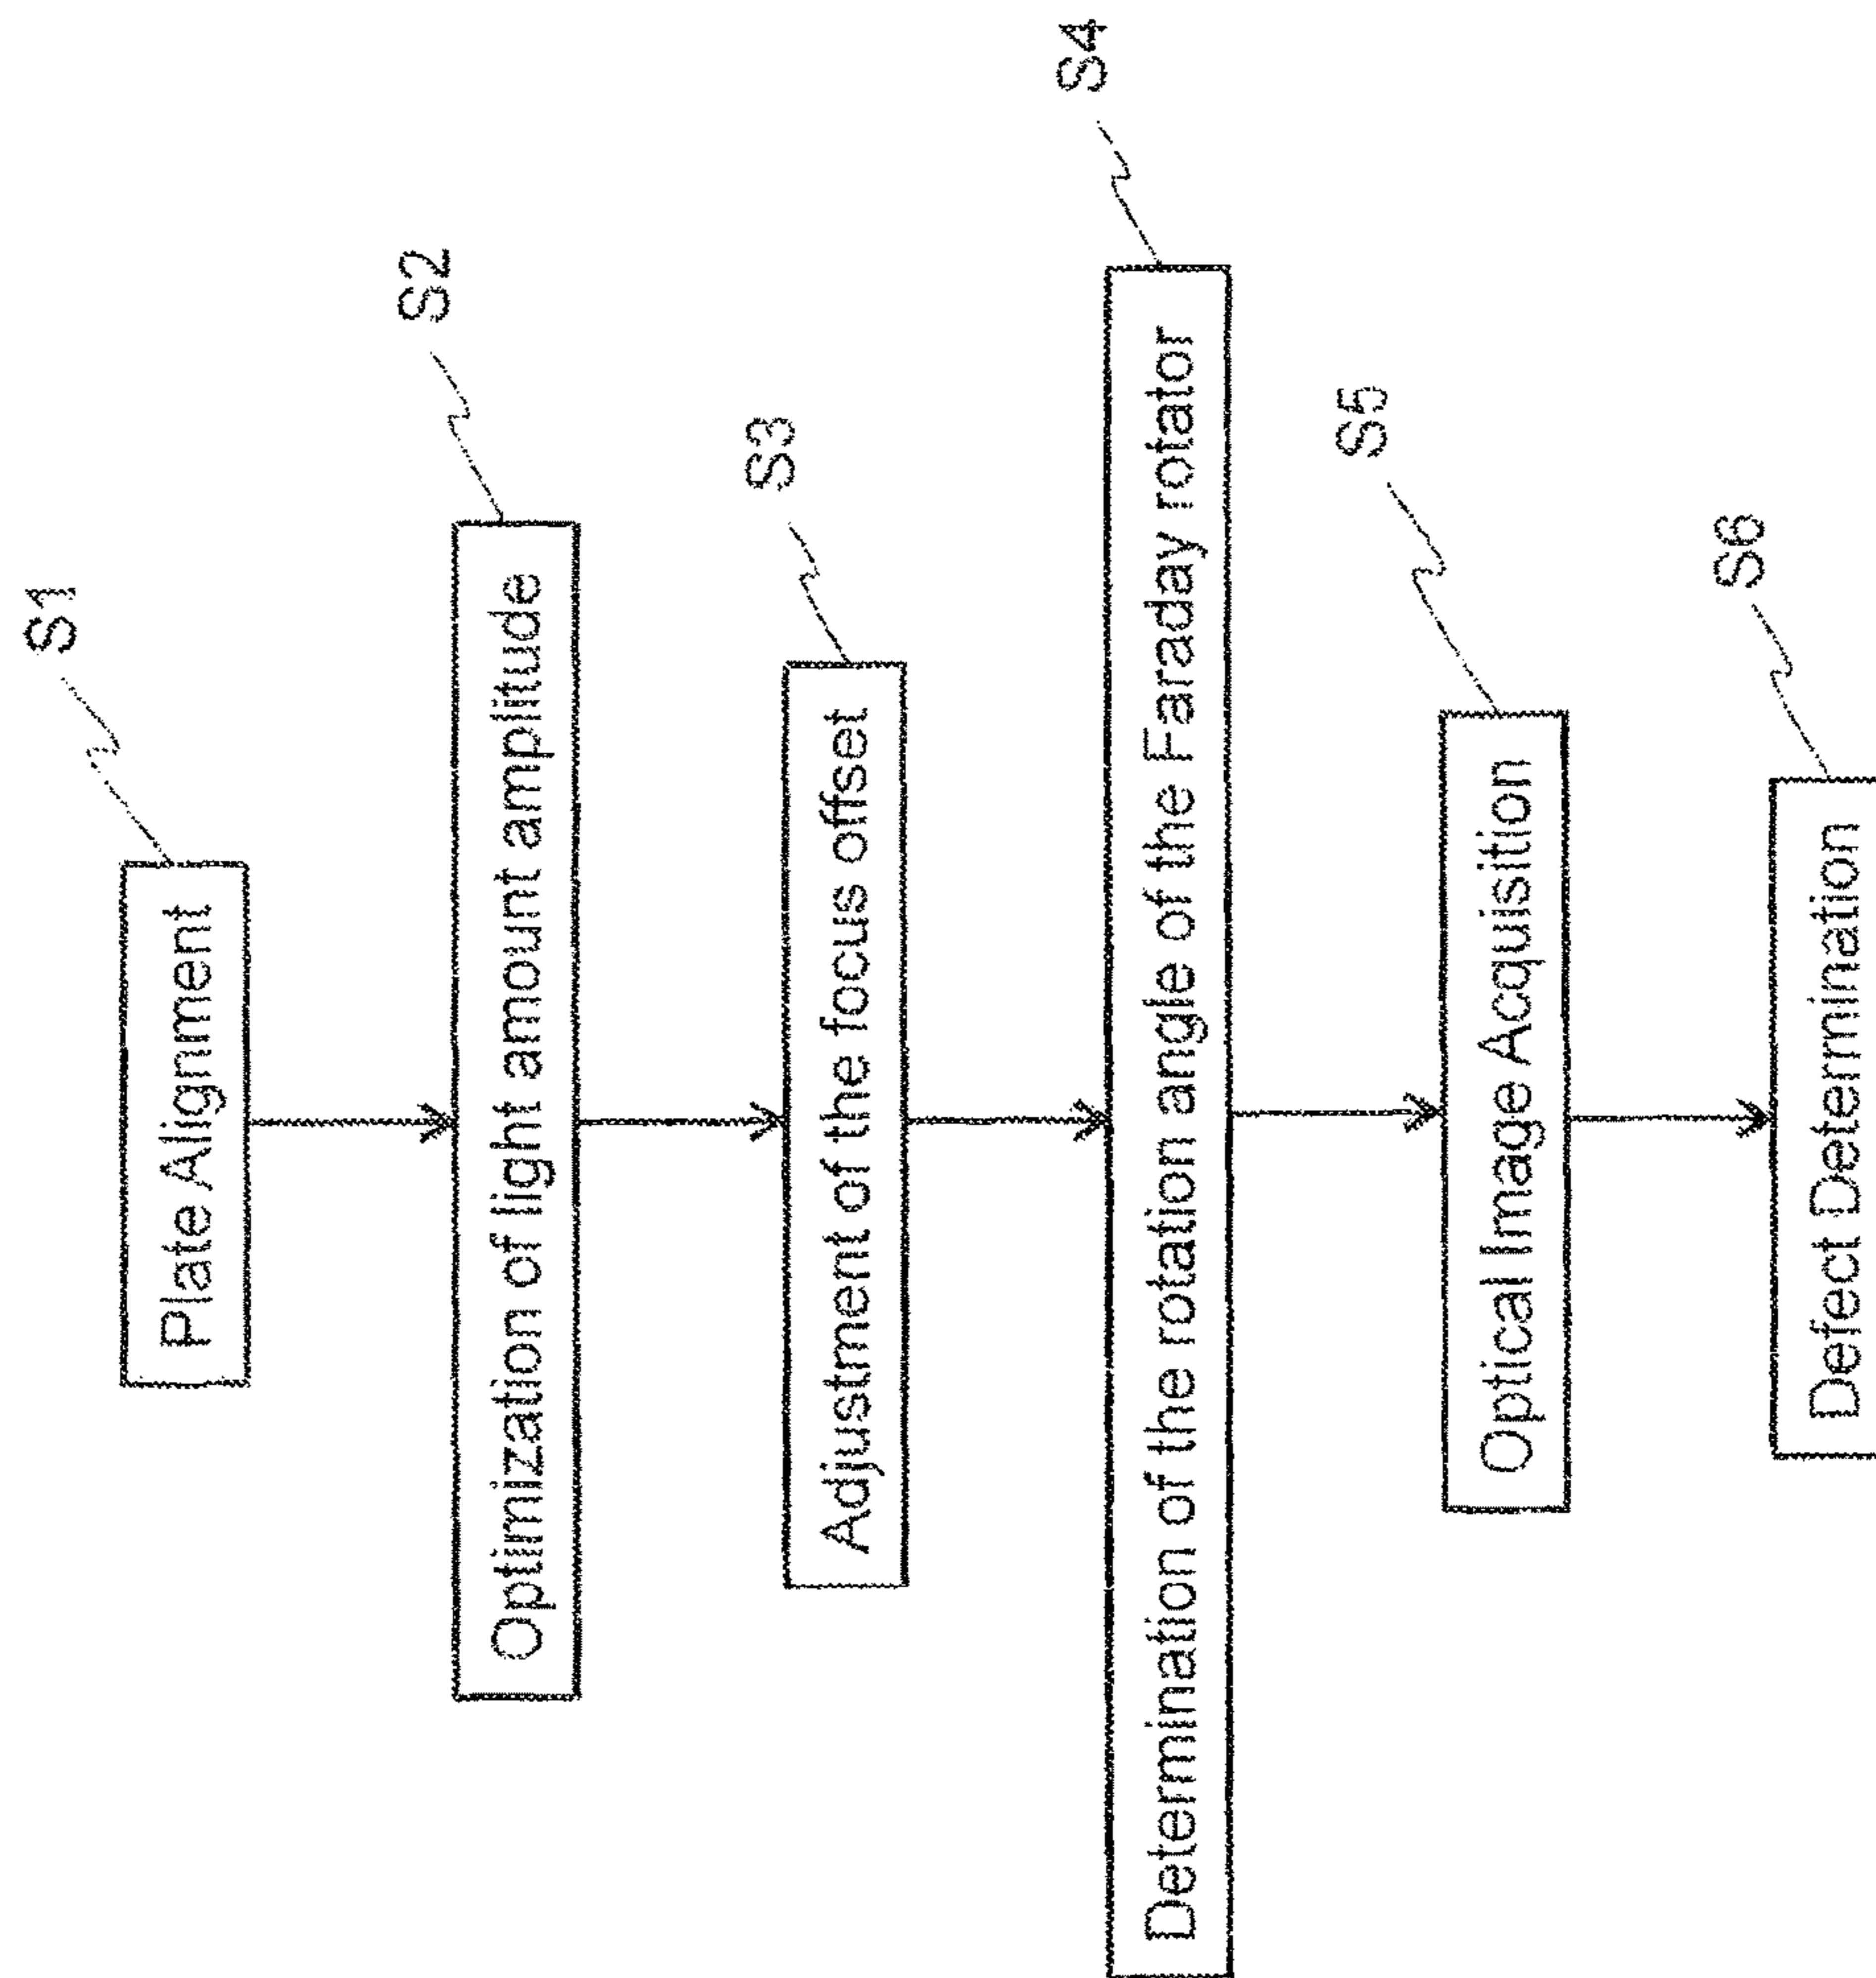 Plate Alignment
S1
Optimization of light amount amplitude
S2
Adjustment of the focus offset
S3
Determination of the rotation angle of the Faraday rotator
S4
Optical Image Acquisition
S5
Defect Determination
S6